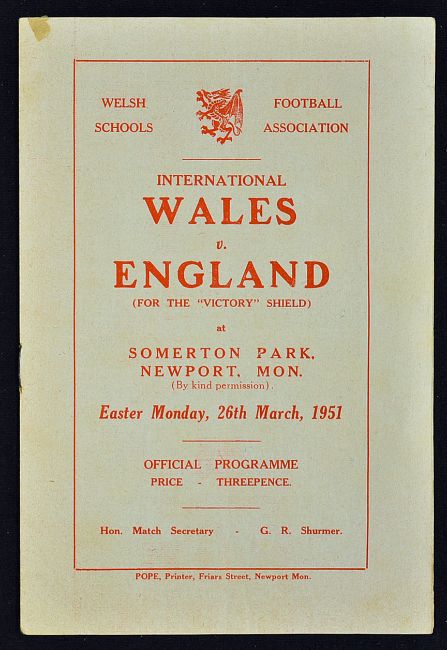 WELSH FOOTBALL
SCHOOLS ASSOCIATION
INTERNATIONAL
WALES
v.
ENGLAND
(FOR THE "VICTORY" SHIELD)
at
SOMERTON PARK,
NEWPORT, MON.
(By kind permission).
Easter Monday, 26th March, 1951
OFFICIAL PROGRAMME
PRICE - THREEPENCE.
Hon. Match Secretary - G. R. Shurmer.
POPE, Printer, Friars Street, Newport Mon.